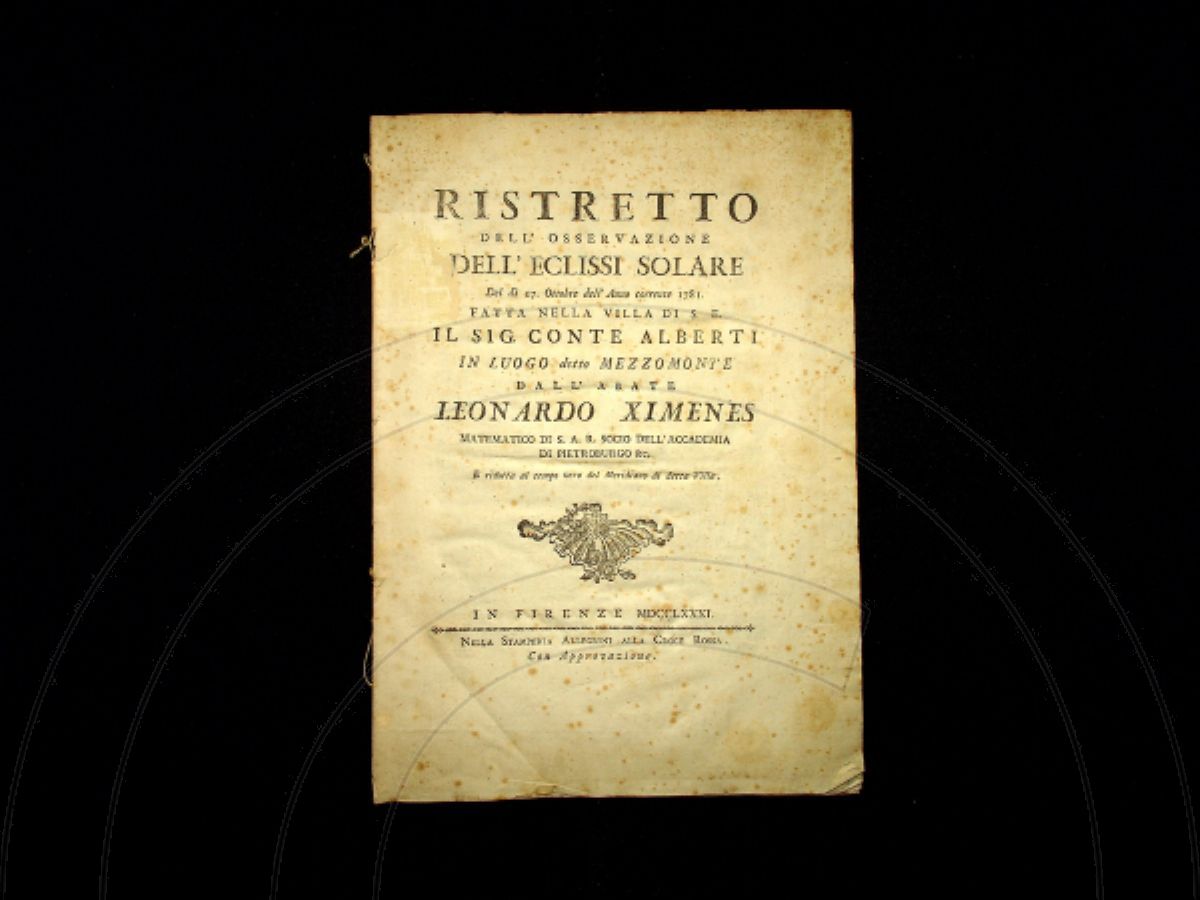 RISTRETTO
DELL' OSSERVAZIONE
DELL' ECLISSI SOLARE
Del dì 17. Ottobre dell' Anno corrente 1781.
FATTA NELLA VILLA DI S. E.
IL SIG. CONTE ALBERTI
IN LUOGO detto MEZZOMONTE
DALL' ABATE
LEONARDO XIMENES
MATEMATICO DI S. A. R. SOCIO DELL' ACCADEMIA
DI PIETROBURGO &c.
E ridotta al tempo vero del Meridiano di detta Villa.
IN FIRENZE MDCCLXXXI.
NELLA STAMPERIA ALLEGRINI ALLA CROCE ROSSA.
Con Approvazione.